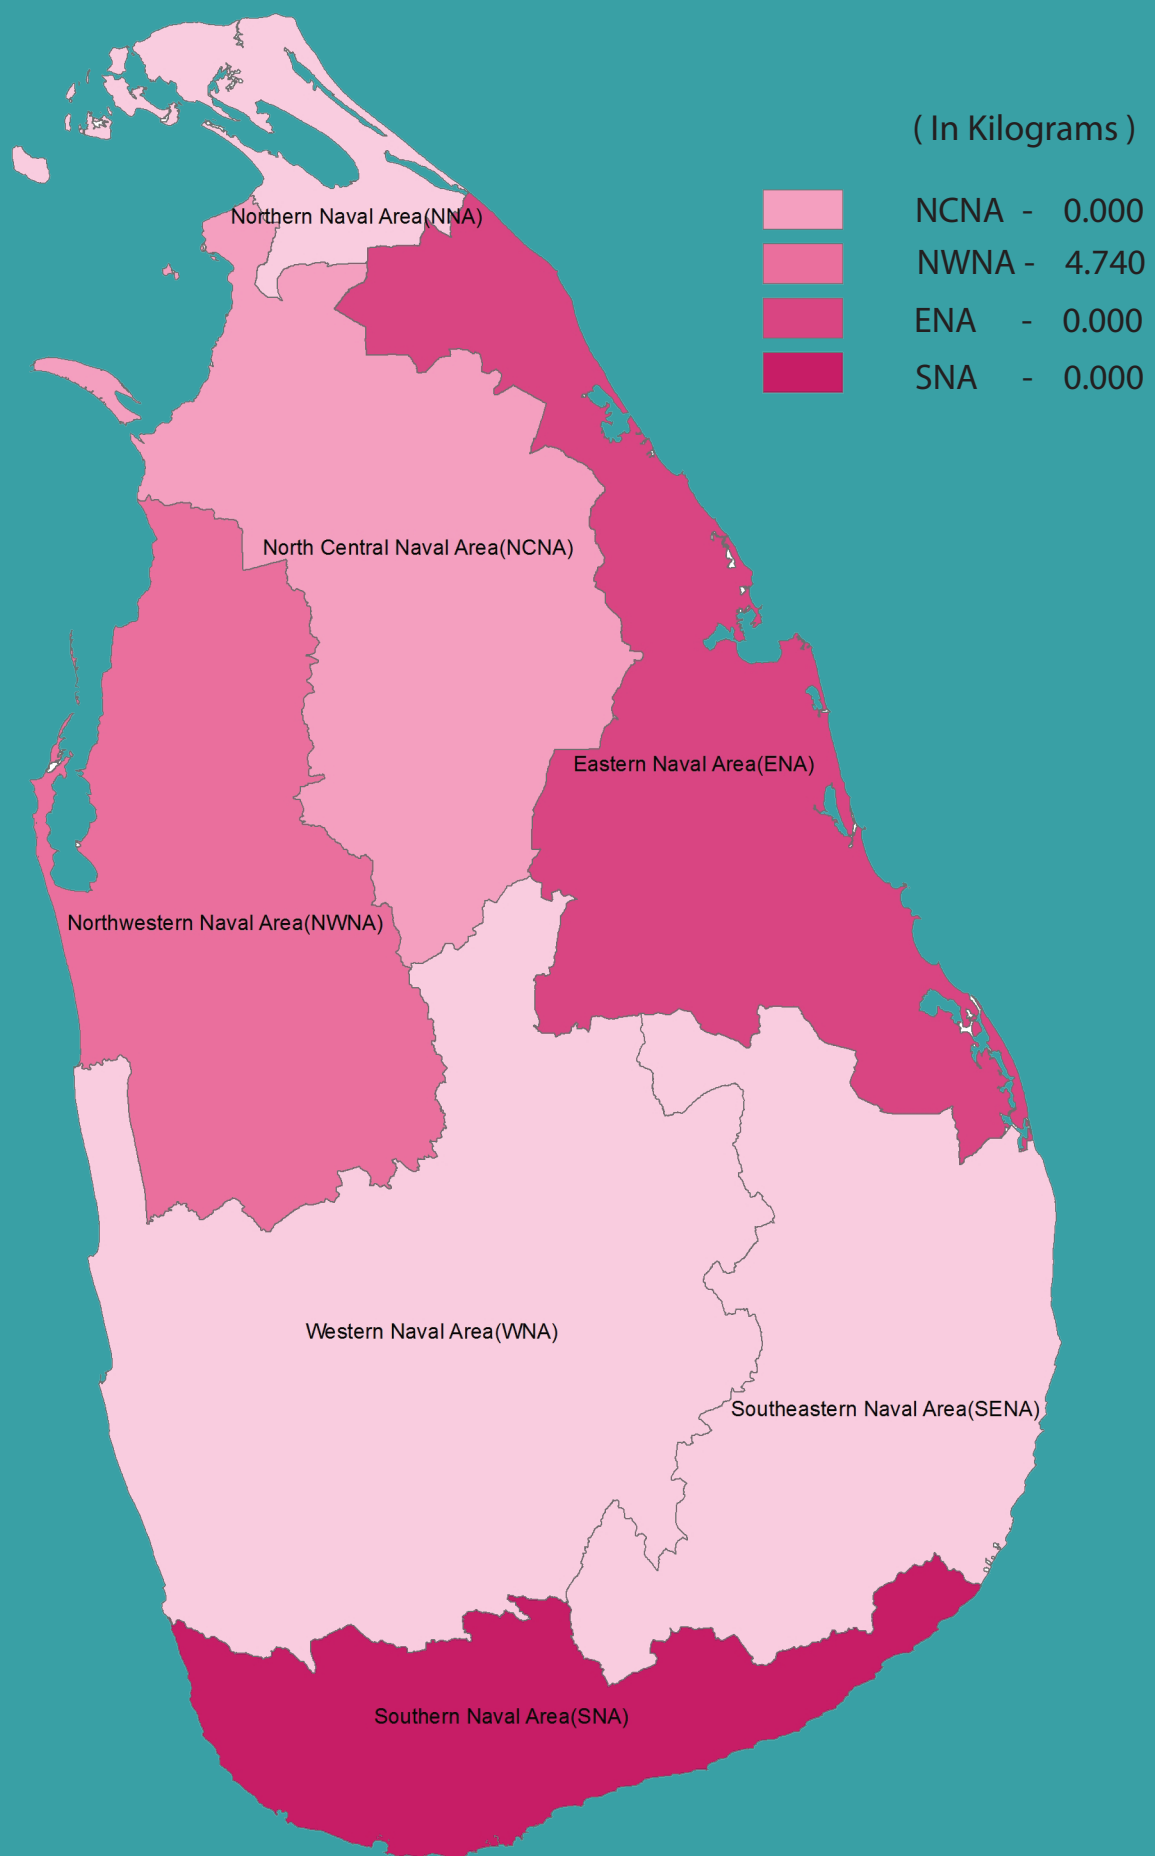 ( In Kilograms )
NCNA - 0.000
NWNA - 4.740
ENA - 0.000
SNA - 0.000
Northern Naval Area(NNA)
North Central Naval Area(NCNA)
Eastern Naval Area(ENA)
Northwestern Naval Area(NWNA)
Western Naval Area(WNA)
Southeastern Naval Area(SENA)
Southern Naval Area(SNA)